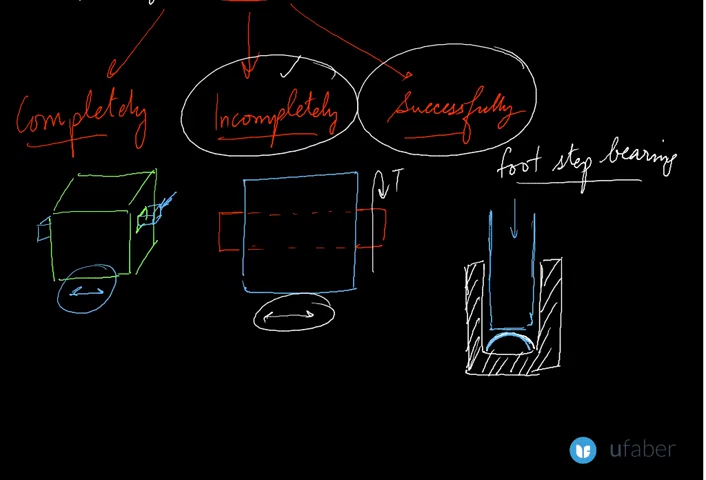 Completely
Incompletely
Successfully
foot step bearing
T
ufaber